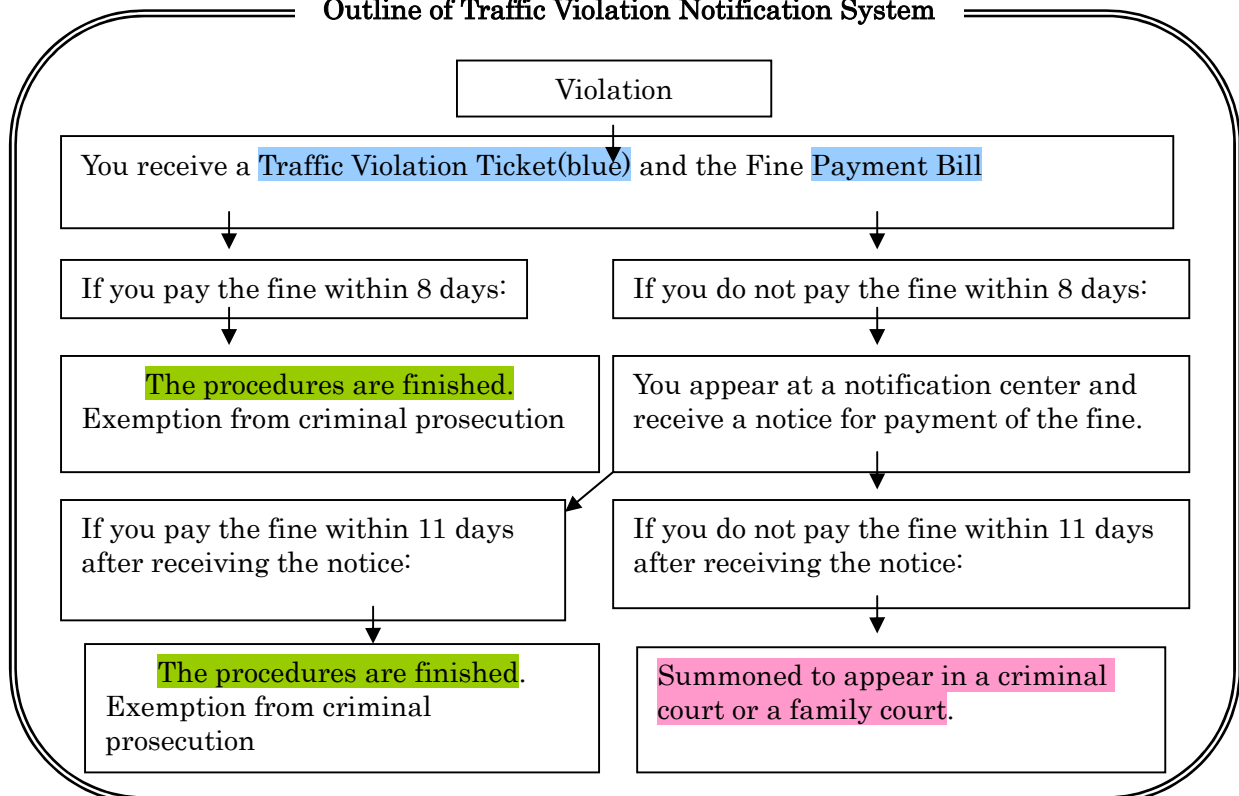 Outline of Traffic Violation Notification System
Violation
You receive a Traffic Violation Ticket(blue) and the Fine Payment Bill
If you pay the fine within 8 days:
If you do not pay the fine within 8 days:
The procedures are finished.
Exemption from criminal prosecution
You appear at a notification center and
receive a notice for payment of the fine.
If you pay the fine within 11 days
after receiving the notice:
If you do not pay the fine within 11 days
after receiving the notice:
The procedures are finished.
Exemption from criminal
prosecution
Summoned to appear in a criminal
court or a family court.